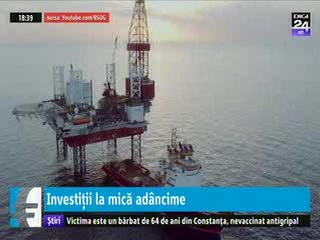 18:39
sursa Youtube.com/BSOG
DIGI
24
HD
Investiții la mică adâncime
Știri
Victima este un bărbat de 64 de ani din Constanța, nevaccinat antigripal